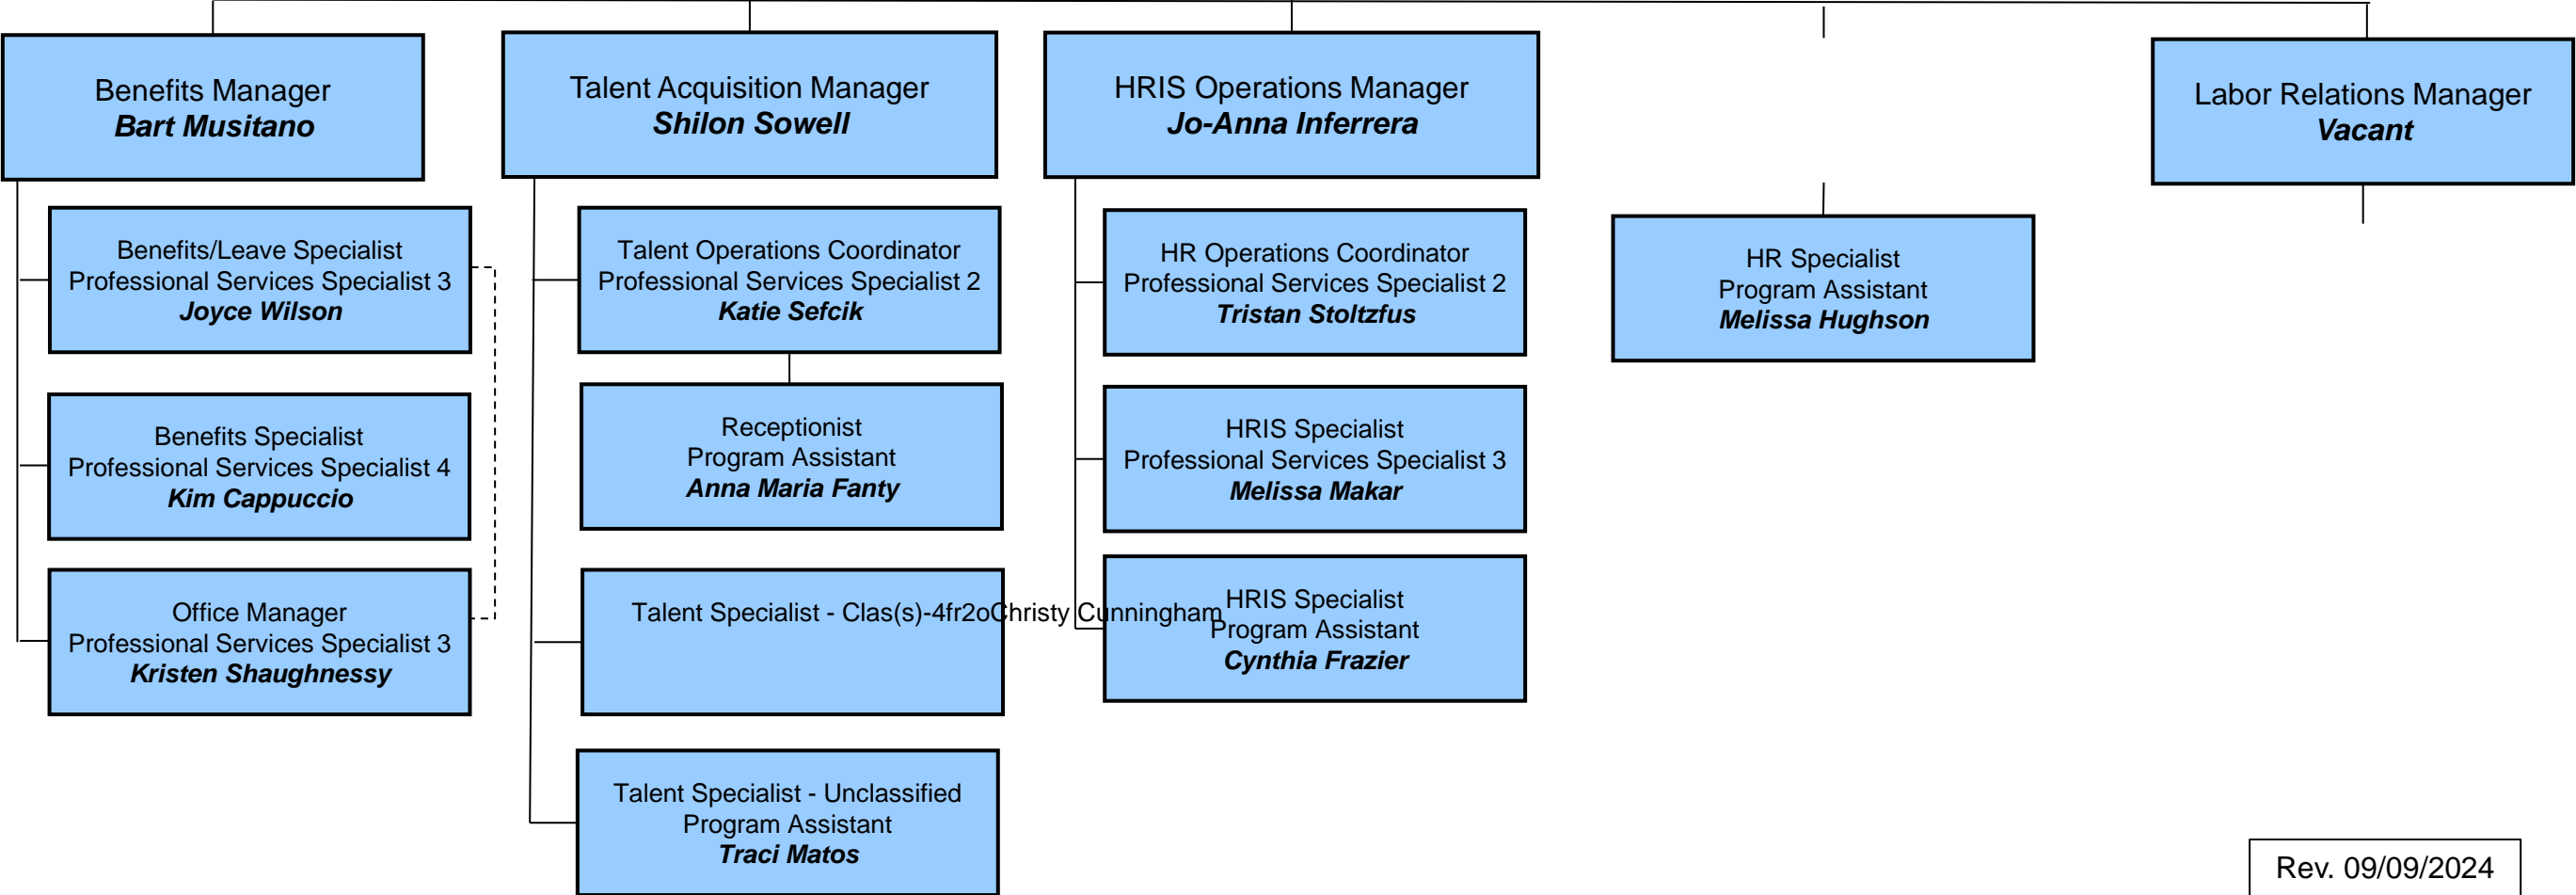 Benefits Manager
Bart Musitano
Talent Acquisition Manager
Shilon Sowell
HRIS Operations Manager
Jo-Anna Inferrera
Labor Relations Manager
Vacant
Benefits/Leave Specialist
Professional Services Specialist 3
Joyce Wilson
Benefits Specialist
Professional Services Specialist 4
Kim Cappuccio
Office Manager
Professional Services Specialist 3
Kristen Shaughnessy
Talent Operations Coordinator
Professional Services Specialist 2
Katie Sefcik
Receptionist
Program Assistant
Anna Maria Fanty
Talent Specialist - Clas(s)-4fr2oChristy Cunningham
Talent Specialist - Unclassified
Program Assistant
Traci Matos
HR Operations Coordinator
Professional Services Specialist 2
Tristan Stoltzfus
HRIS Specialist
Professional Services Specialist 3
Melissa Makar
HRIS Specialist
Program Assistant
Cynthia Frazier
HR Specialist
Program Assistant
Melissa Hughson
Rev. 09/09/2024